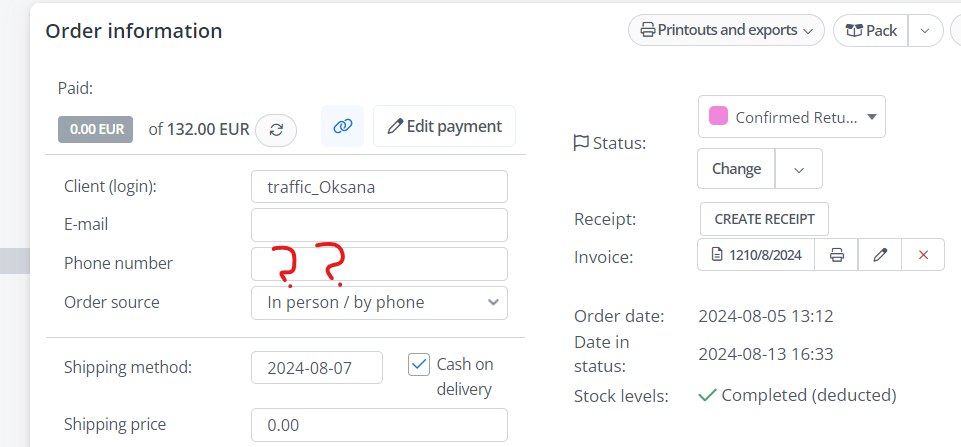 Order information
Printouts and exports
Pack
Paid:
0.00 EUR of 132.00 EUR
Edit payment
Status:
Confirmed Retu...
Change
Client (login): traffic_Oksana
E-mail
Receipt: CREATE RECEIPT
Phone number ? ?
Invoice: 1210/8/2024
Order source In person / by phone
Order date: 2024-08-05 13:12
Date in
status: 2024-08-13 16:33
Shipping method: 2024-08-07
Cash on
delivery
Stock levels: Completed (deducted)
Shipping price 0.00